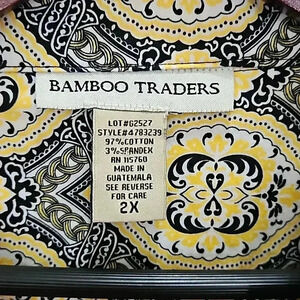 BAMBOO TRADERS
LOT#62527
STYLE#4783239
97%COTTON
3%SPANDEX
RN 115760
MADE IN
GUATEMALA
SEE REVERSE
FOR CARE
2X